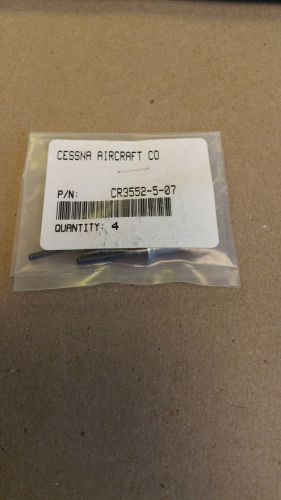 CESSNA AIRCRAFT CO
P/N: CR3552-5-07
QUANTITY: 4